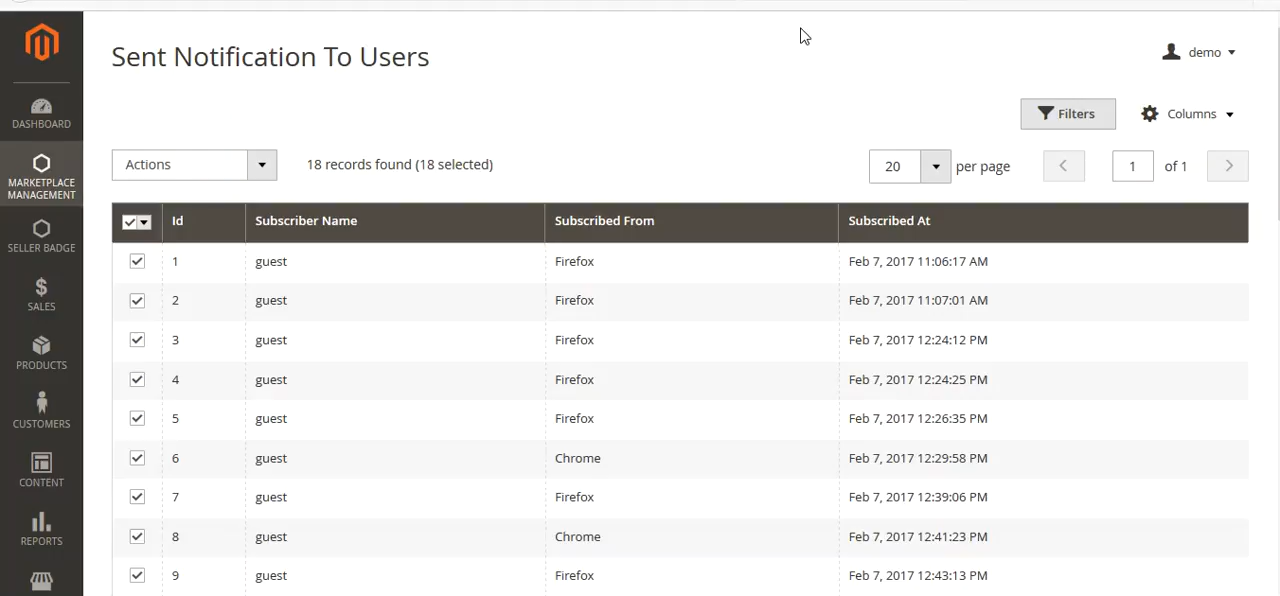 Sent Notification To Users
demo
Filters
Columns
Actions
18 records found (18 selected)
20 per page
1 of 1
Id Subscriber Name Subscribed From Subscribed At
1 guest Firefox Feb 7, 2017 11:06:17 AM
2 guest Firefox Feb 7, 2017 11:07:01 AM
3 guest Firefox Feb 7, 2017 12:24:12 PM
4 guest Firefox Feb 7, 2017 12:24:25 PM
5 guest Firefox Feb 7, 2017 12:26:35 PM
6 guest Chrome Feb 7, 2017 12:29:58 PM
7 guest Firefox Feb 7, 2017 12:39:06 PM
8 guest Chrome Feb 7, 2017 12:41:23 PM
9 guest Firefox Feb 7, 2017 12:43:13 PM
DASHBOARD
MARKETPLACE
MANAGEMENT
SELLER BADGE
SALES
PRODUCTS
CUSTOMERS
CONTENT
REPORTS